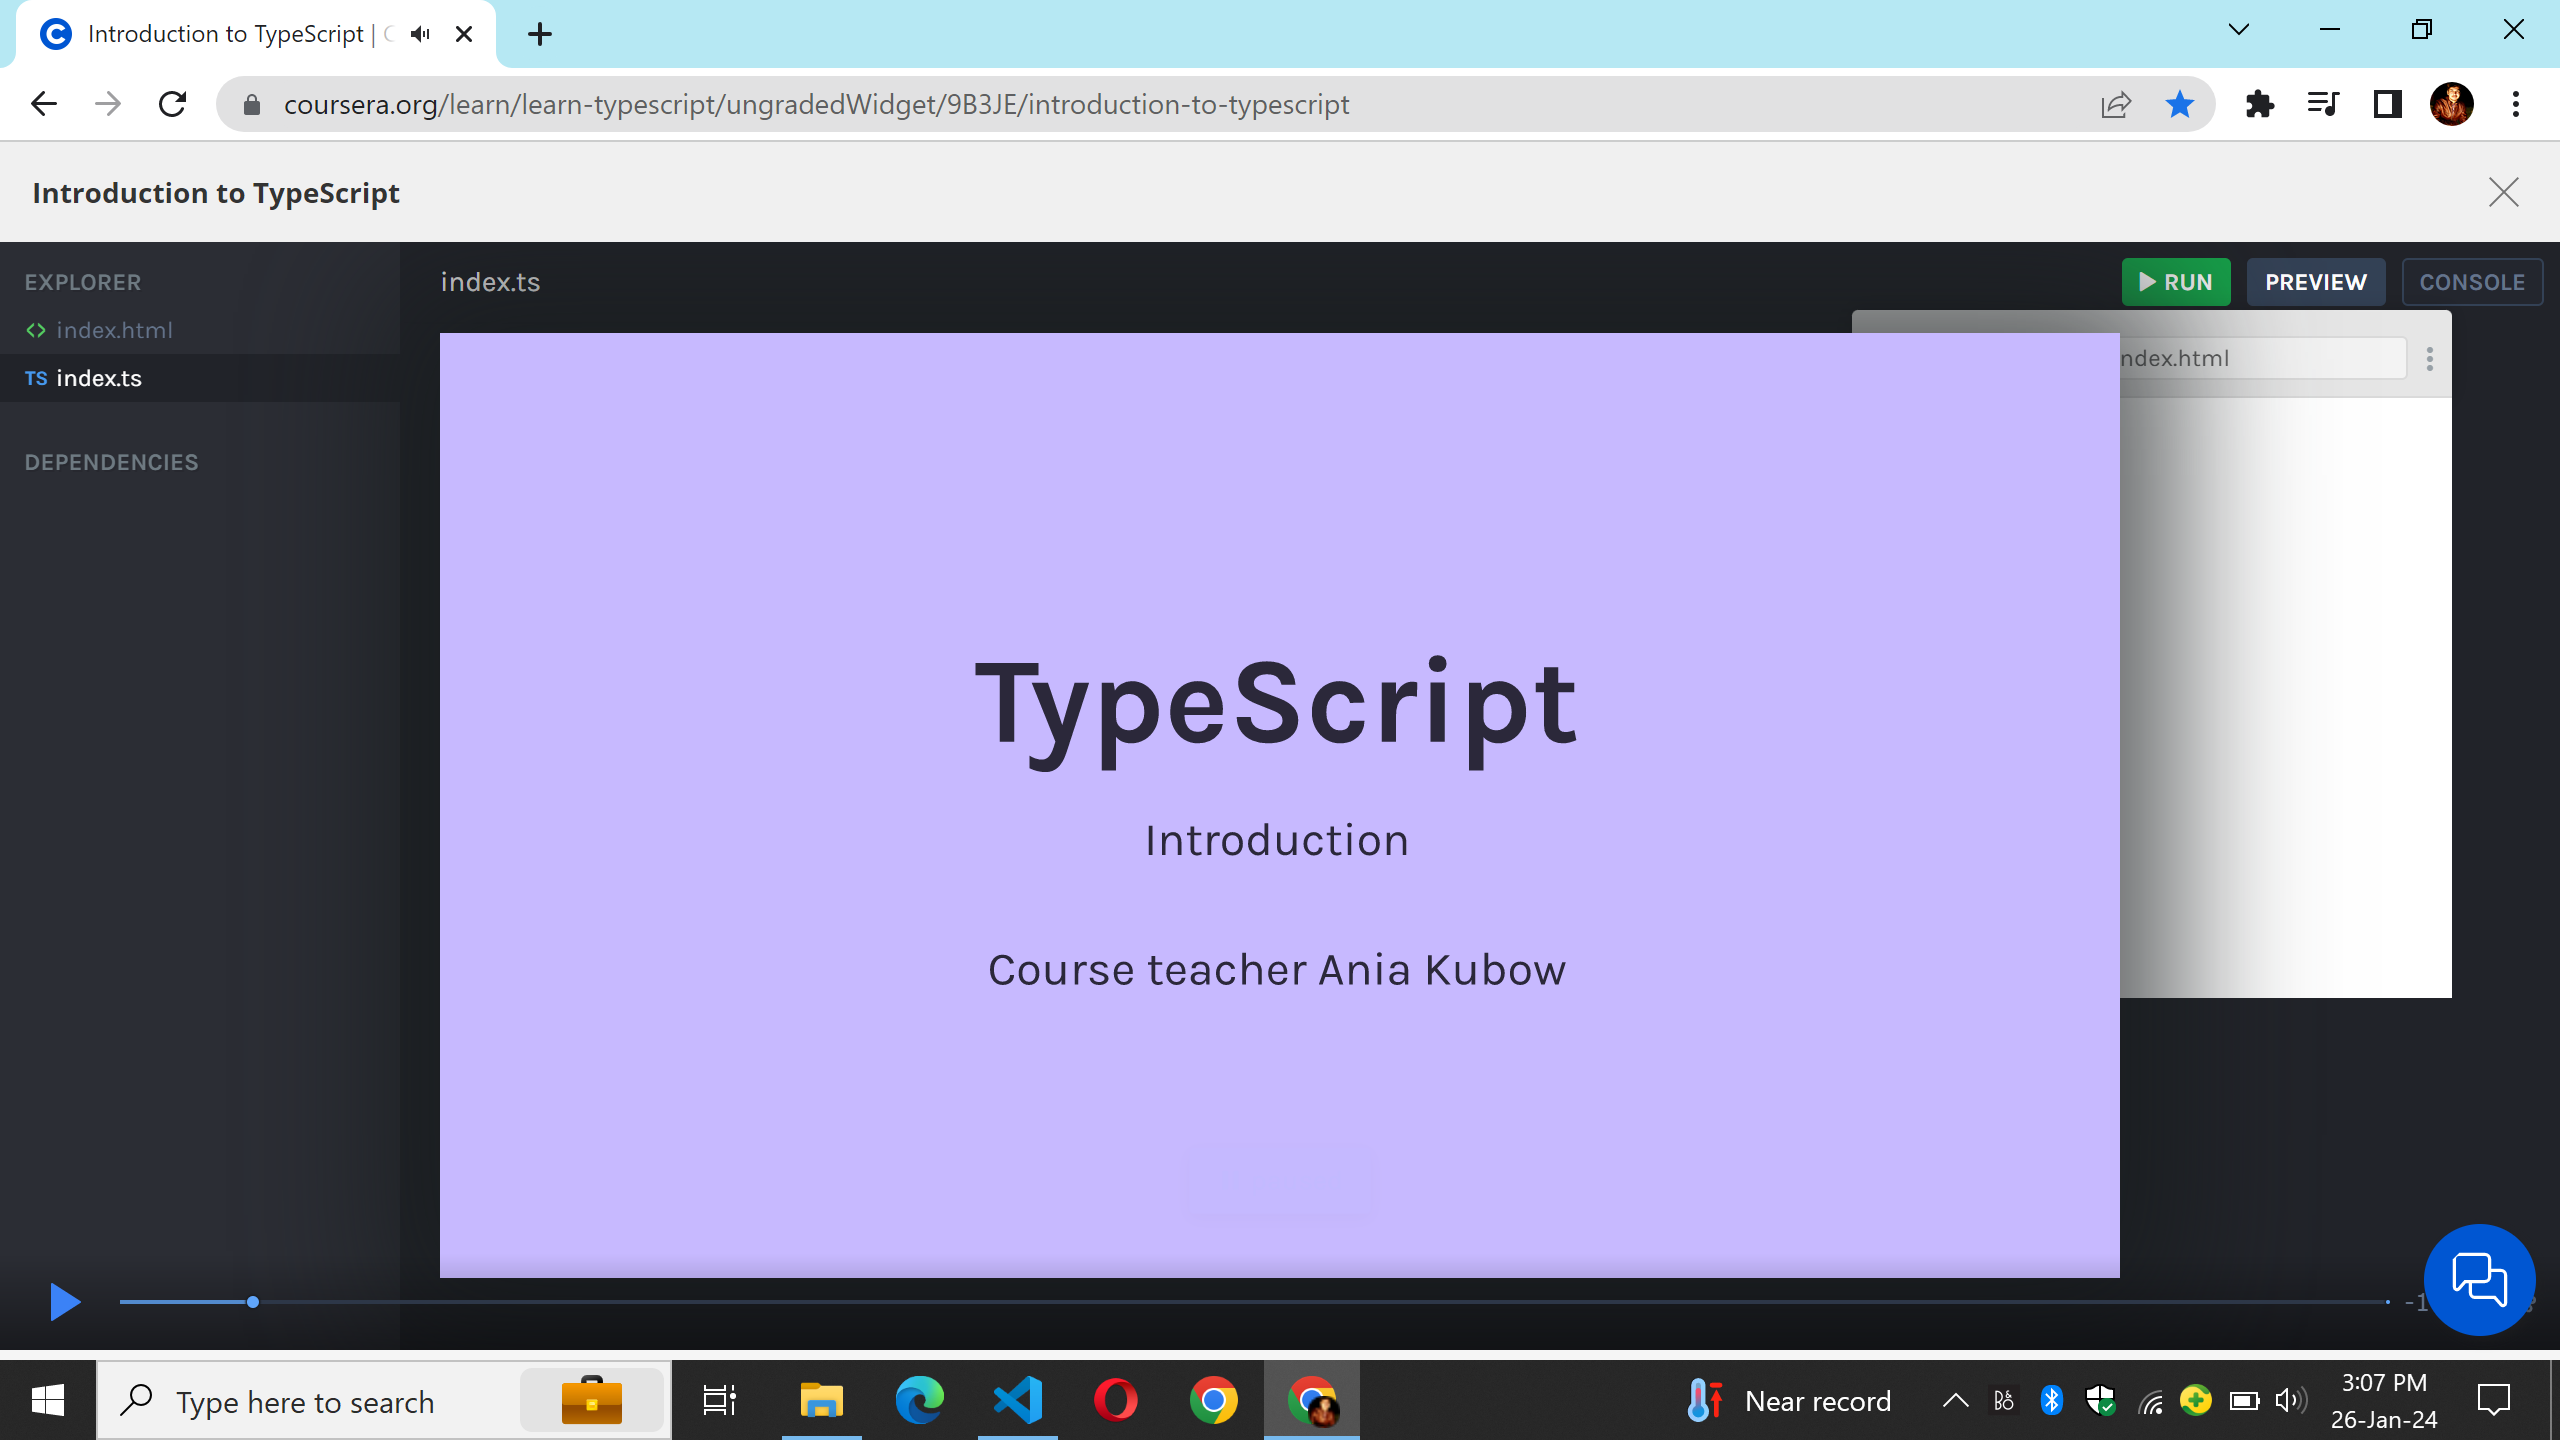 Introduction to TypeScript |
coursera.org/learn/learn-typescript/ungradedWidget/9B3JE/introduction-to-typescript
Introduction to TypeScript
EXPLORER
index.html
TS index.ts
DEPENDENCIES
index.ts
RUN
PREVIEW
CONSOLE
ndex.html
TypeScript
Introduction
Course teacher Ania Kubow
Type here to search
Near record
3:07 PM
26-Jan-24